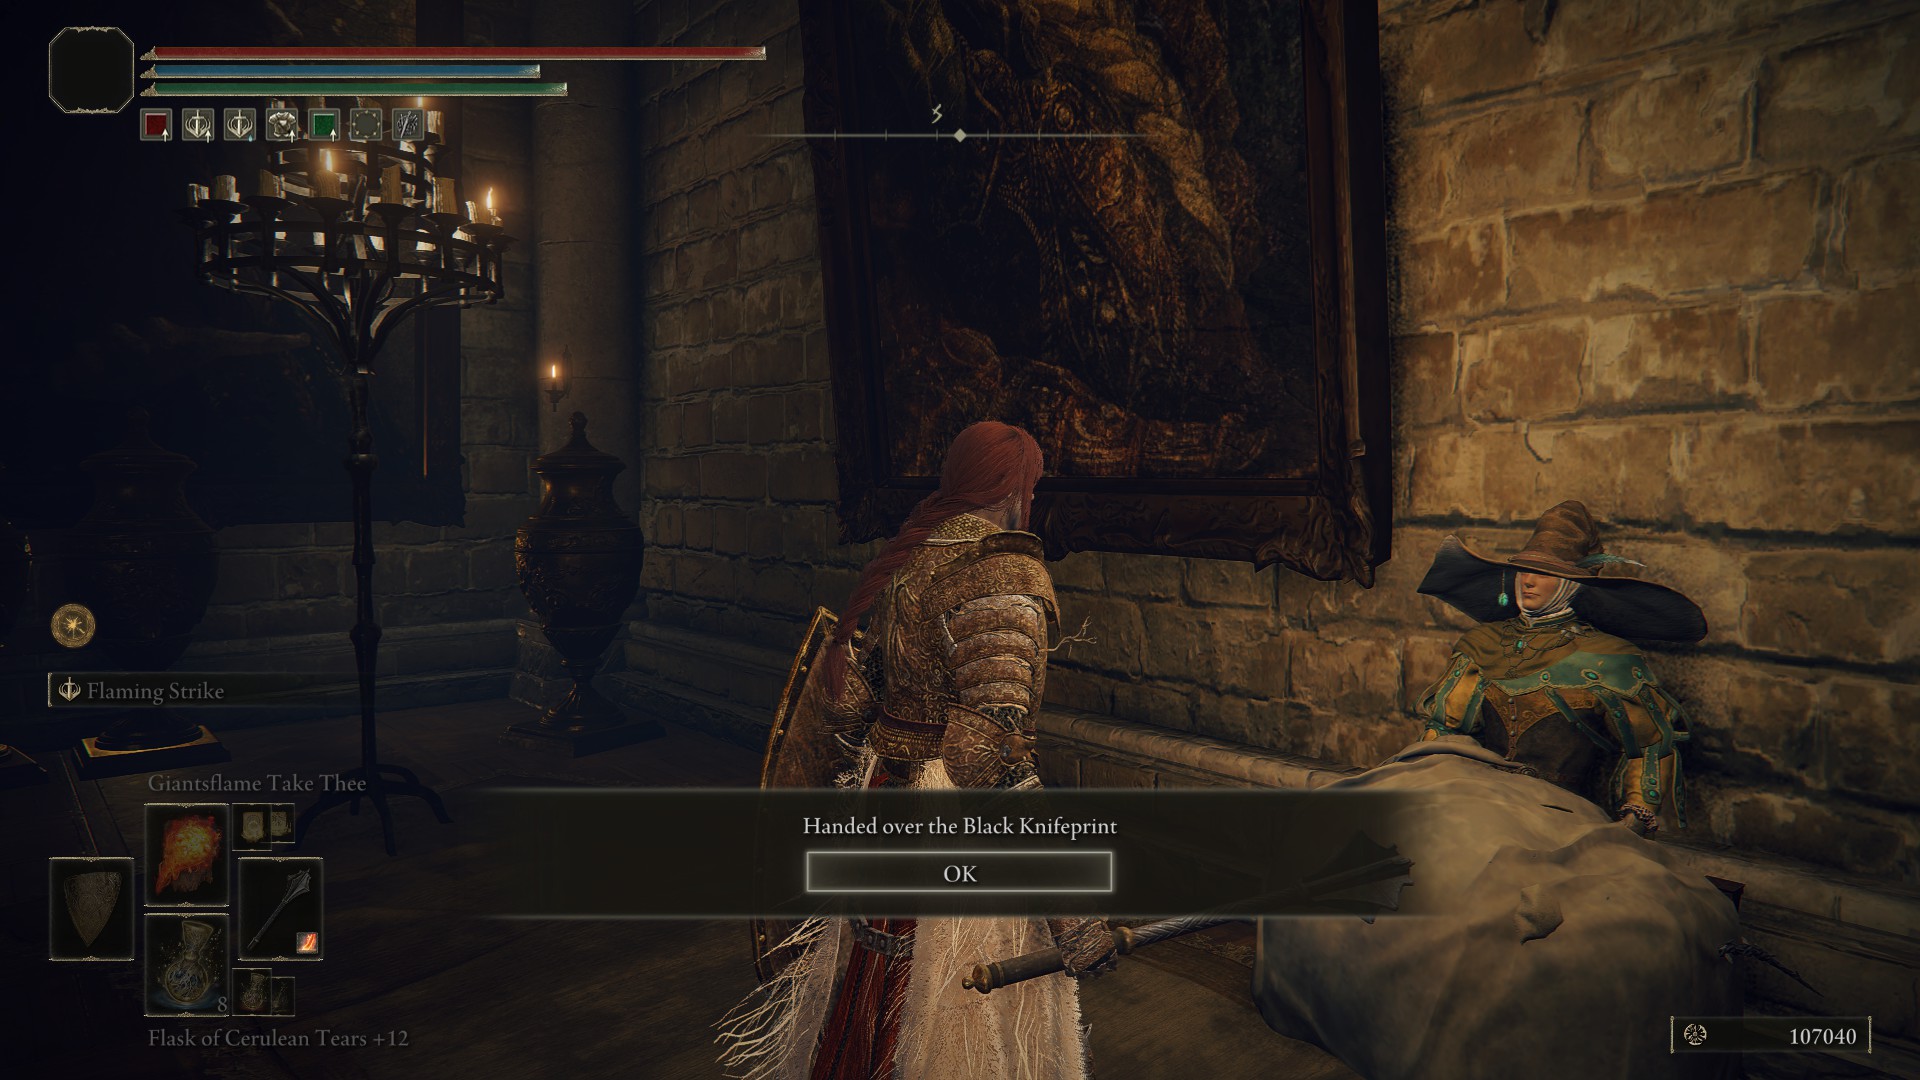 Flaming Strike
Giantsflame Take Thee
8
Flask of Cerulean Tears +12
Handed over the Black Knifeprint
OK
107040